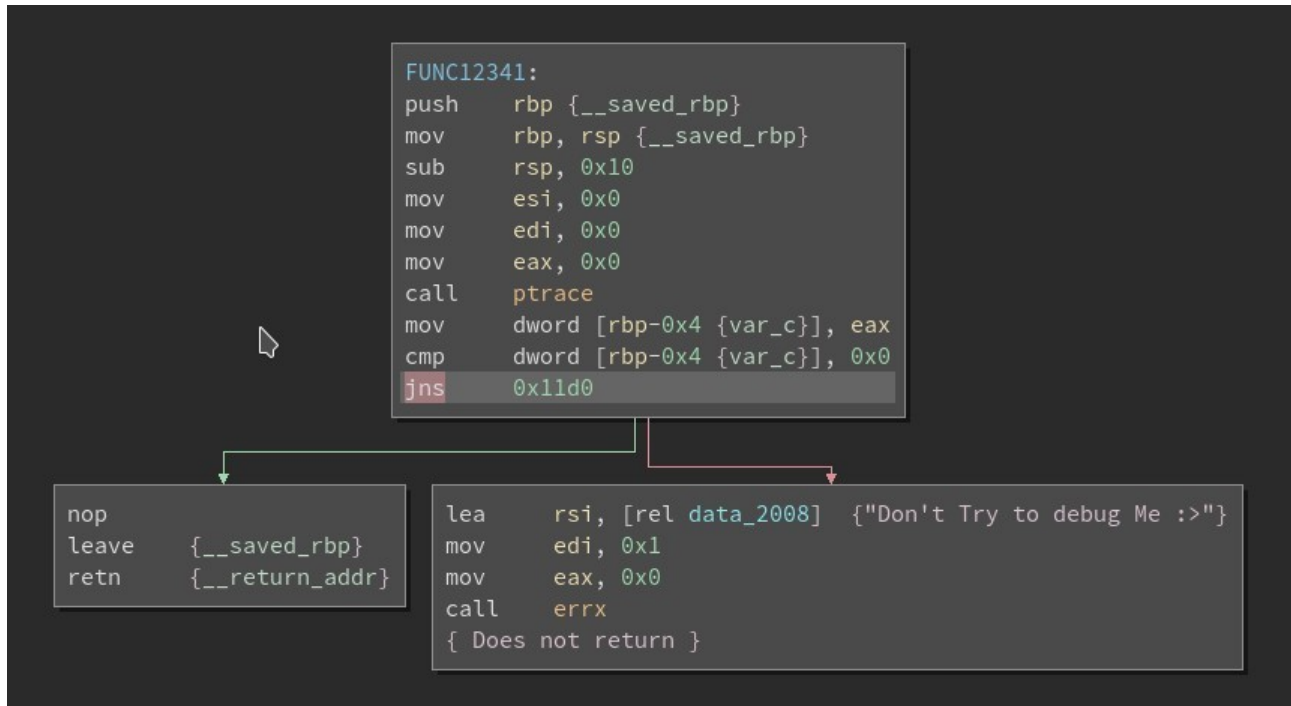 FUNC12341:
push rbp {__saved_rbp}
mov rbp, rsp {__saved_rbp}
sub rsp, 0x10
mov esi, 0x0
mov edi, 0x0
mov eax, 0x0
call ptrace
mov dword [rbp-0x4 {var_c}], eax
cmp dword [rbp-0x4 {var_c}], 0x0
jns 0x11d0
nop
leave {__saved_rbp}
retn {__return_addr}
lea rsi, [rel data_2008] {"Don't Try to debug Me :>"}
mov edi, 0x1
mov eax, 0x0
call errx
{ Does not return }